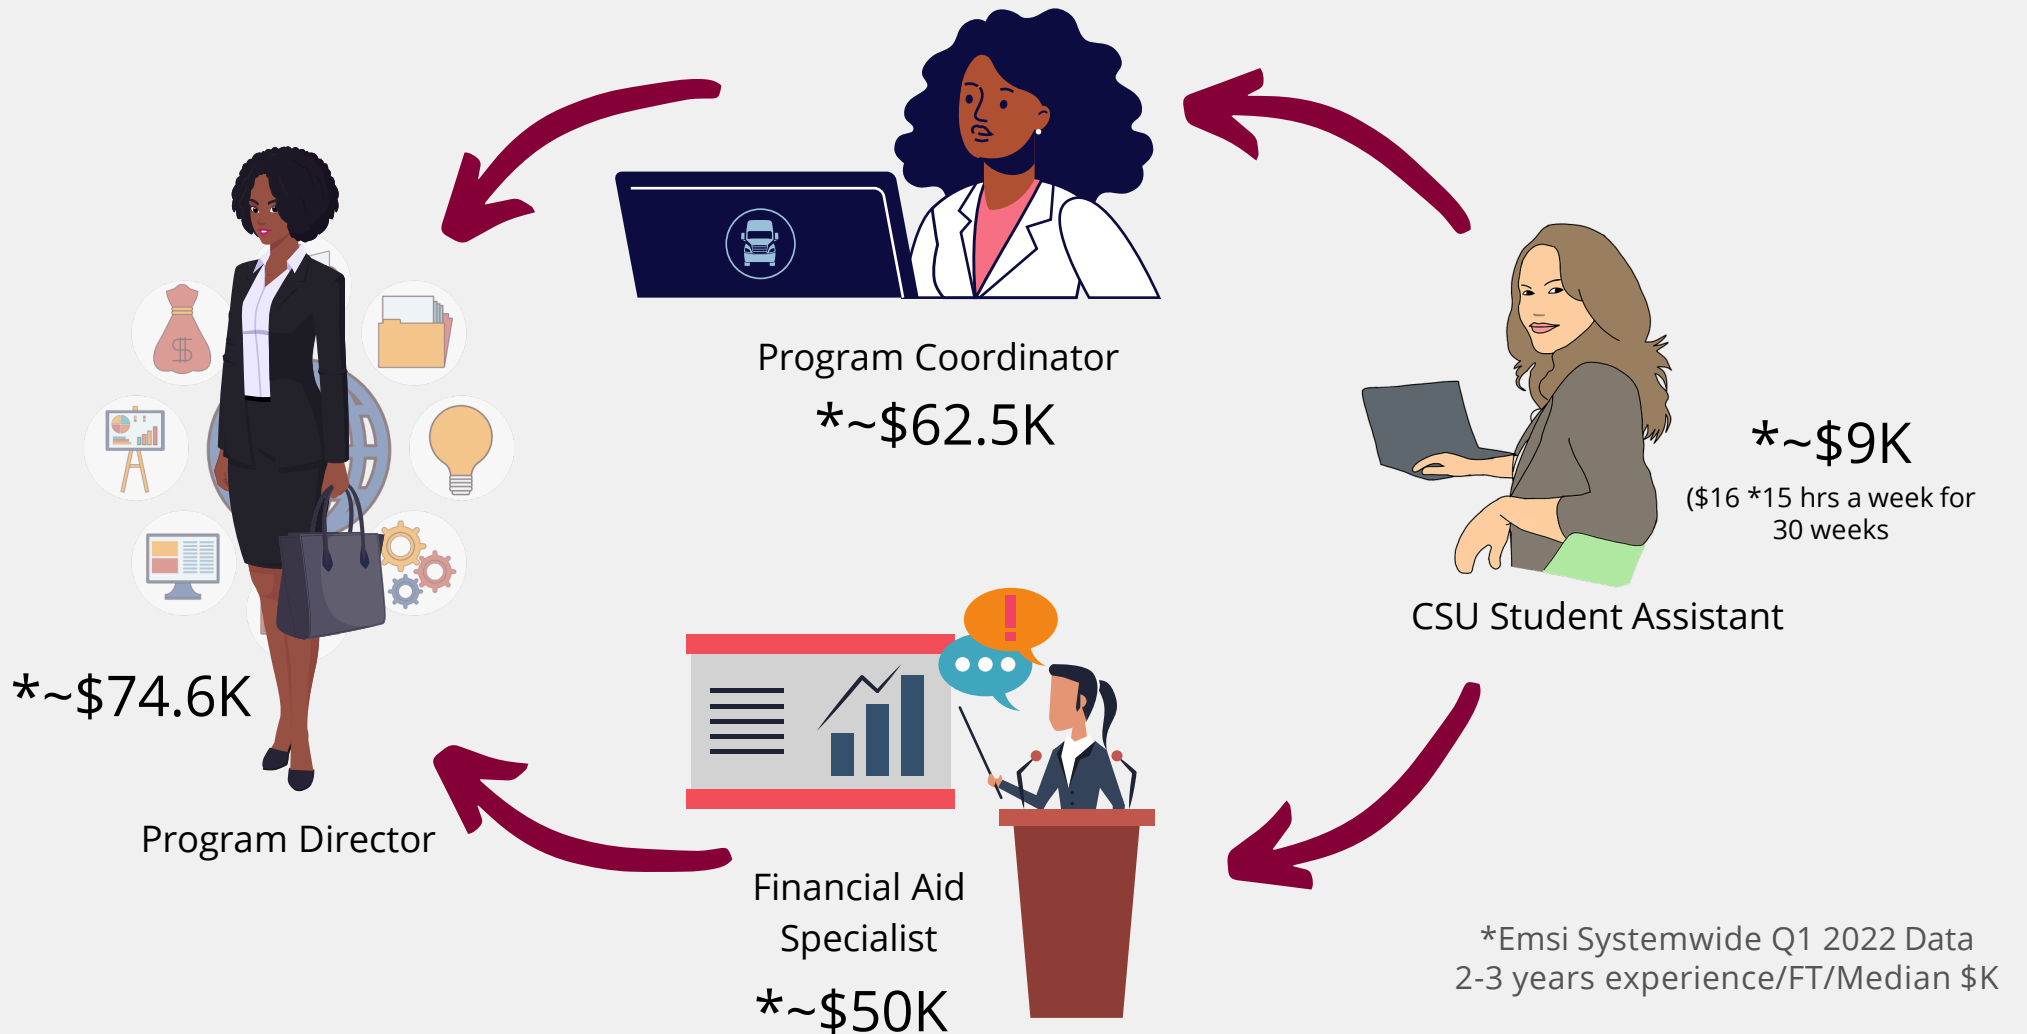 Program Coordinator
*~$62.5K
*~$9K
($16 *15 hrs a week for
30 weeks
CSU Student Assistant
*~$74.6K
Program Director
Financial Aid
Specialist
*~$50K
*Emsi Systemwide Q1 2022 Data
2-3 years experience/FT/Median $K